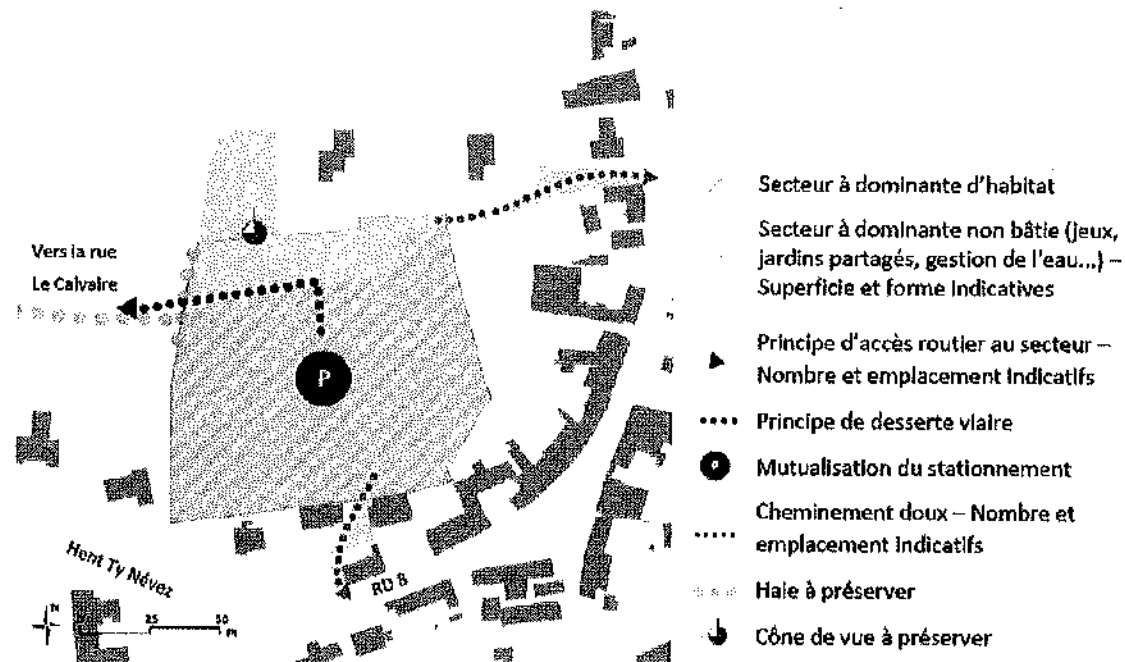 Vers la rue
Le Calvaire
P
Hent Ty Névez
RD 8
N
25
50
m
Secteur à dominante d'habitat
Secteur à dominante non bâtie (jeux,
jardins partagés, gestion de l'eau...) –
Superficie et forme indicatives
Principe d'accès routier au secteur –
Nombre et emplacement indicatifs
Principe de desserte viaire
P
Mutualisation du stationnement
Cheminement doux – Nombre et
emplacement indicatifs
Haie à préserver
Cône de vue à préserver